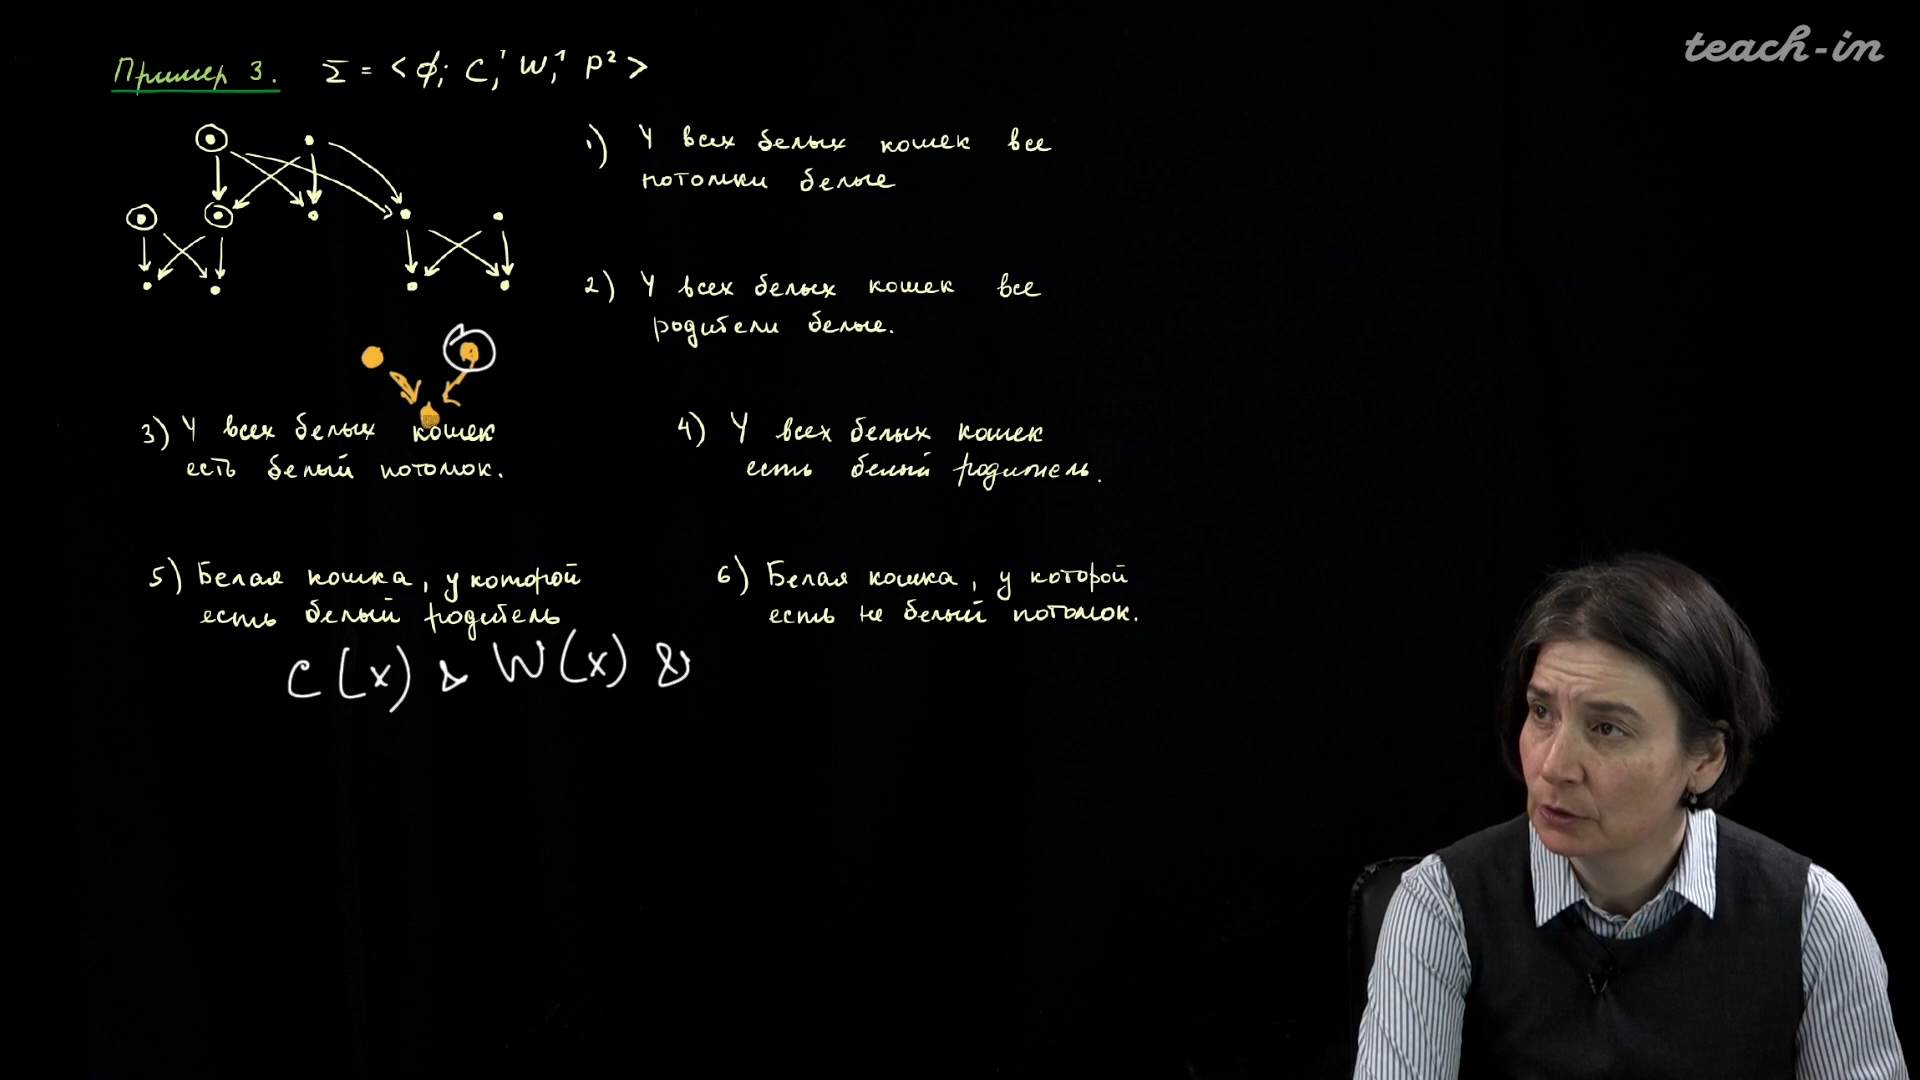 teach-in
Пример 3. Σ = < ϕ; C¹, W¹, P² >
1) У всех белых кошек все
потомки белые
2) У всех белых кошек все
родители белые.
3) У всех белых кошек
есть белый потомок.
4) У всех белых кошек
есть белый родитель.
5) Белая кошка, у которой
есть белый родитель
C(x) & W(x) &
6) Белая кошка, у которой
есть не белый потомок.